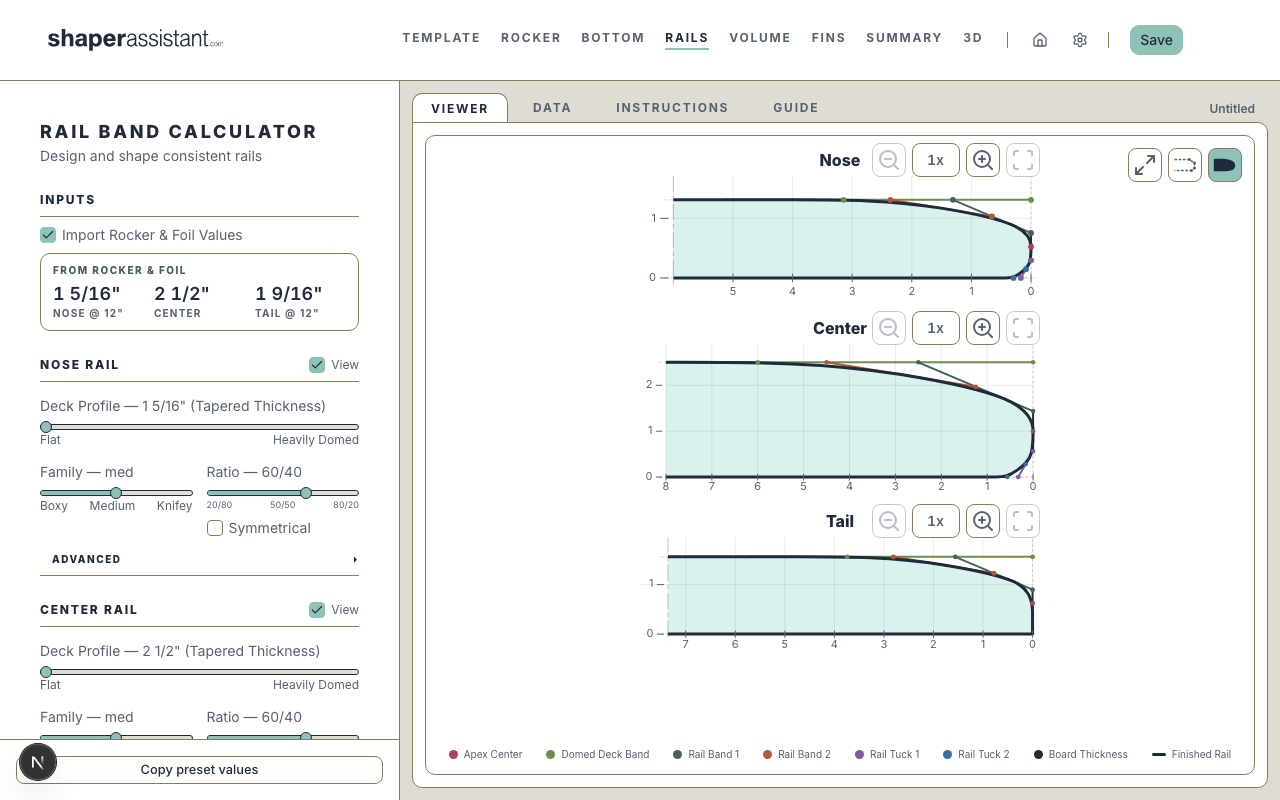 shaperassistant.com
TEMPLATE ROCKER BOTTOM RAILS VOLUME FINS SUMMARY 3D Save
VIEWER DATA INSTRUCTIONS GUIDE Untitled
RAIL BAND CALCULATOR
Design and shape consistent rails
INPUTS
Import Rocker & Foil Values
FROM ROCKER & FOIL
1 5/16" 2 1/2" 1 9/16"
NOSE @ 12" CENTER TAIL @ 12"
NOSE RAIL View
Deck Profile — 1 5/16" (Tapered Thickness)
Flat Heavily Domed
Family — med Ratio — 60/40
Boxy Medium Knifey 20/80 50/50 80/20
Symmetrical
ADVANCED
CENTER RAIL View
Deck Profile — 2 1/2" (Tapered Thickness)
Flat Heavily Domed
Family — med Ratio — 60/40
N
Copy preset values
Nose 1x
1
0
5 4 3 2 1 0
Center 1x
2
1
0
8 7 6 5 4 3 2 1 0
Tail 1x
1
0
7 6 5 4 3 2 1 0
Apex Center Domed Deck Band Rail Band 1 Rail Band 2 Rail Tuck 1 Rail Tuck 2 Board Thickness Finished Rail